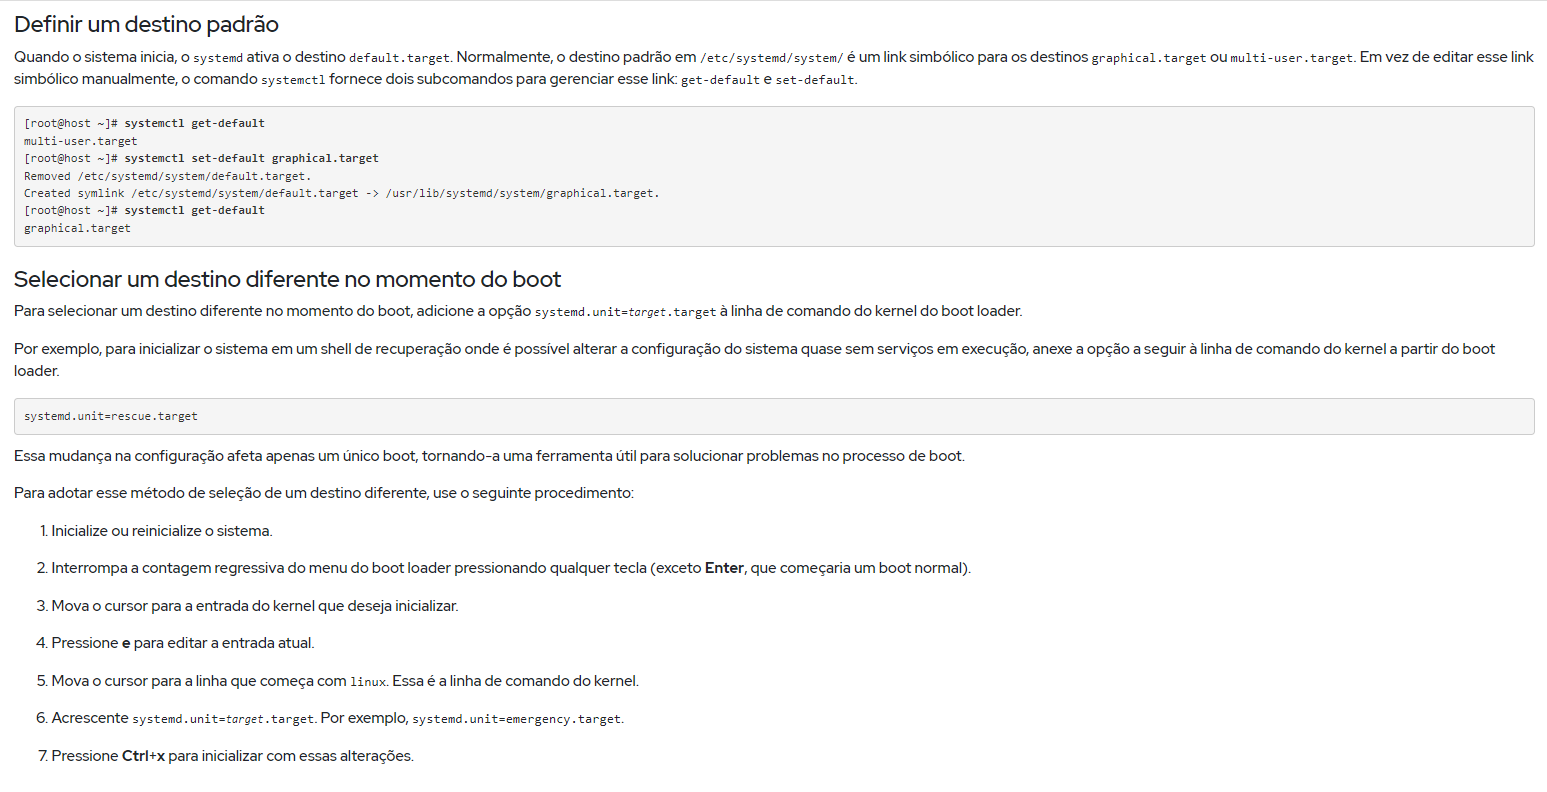 Definir um destino padrão
Quando o sistema inicia, o systemd ativa o destino default.target. Normalmente, o destino padrão em /etc/systemd/system/ é um link simbólico para os destinos graphical.target ou multi-user.target. Em vez de editar esse link
simbólico manualmente, o comando systemctl fornece dois subcomandos para gerenciar esse link: get-default e set-default.
[root@host ~]# systemctl get-default
multi-user.target
[root@host ~]# systemctl set-default graphical.target
Removed /etc/systemd/system/default.target.
Created symlink /etc/systemd/system/default.target -> /usr/lib/systemd/system/graphical.target.
[root@host ~]# systemctl get-default
graphical.target
Selecionar um destino diferente no momento do boot
Para selecionar um destino diferente no momento do boot, adicione a opção systemd.unit=target.target à linha de comando do kernel do boot loader.
Por exemplo, para inicializar o sistema em um shell de recuperação onde é possível alterar a configuração do sistema quase sem serviços em execução, anexe a opção a seguir à linha de comando do kernel a partir do boot
loader.
systemd.unit=rescue.target
Essa mudança na configuração afeta apenas um único boot, tornando-a uma ferramenta útil para solucionar problemas no processo de boot.
Para adotar esse método de seleção de um destino diferente, use o seguinte procedimento:
1. Inicialize ou reinicialize o sistema.
2. Interrompa a contagem regressiva do menu do boot loader pressionando qualquer tecla (exceto Enter, que começaria um boot normal).
3. Mova o cursor para a entrada do kernel que deseja inicializar.
4. Pressione e para editar a entrada atual.
5. Mova o cursor para a linha que começa com linux. Essa é a linha de comando do kernel.
6. Acrescente systemd.unit=target.target. Por exemplo, systemd.unit=emergency.target.
7. Pressione Ctrl+x para inicializar com essas alterações.